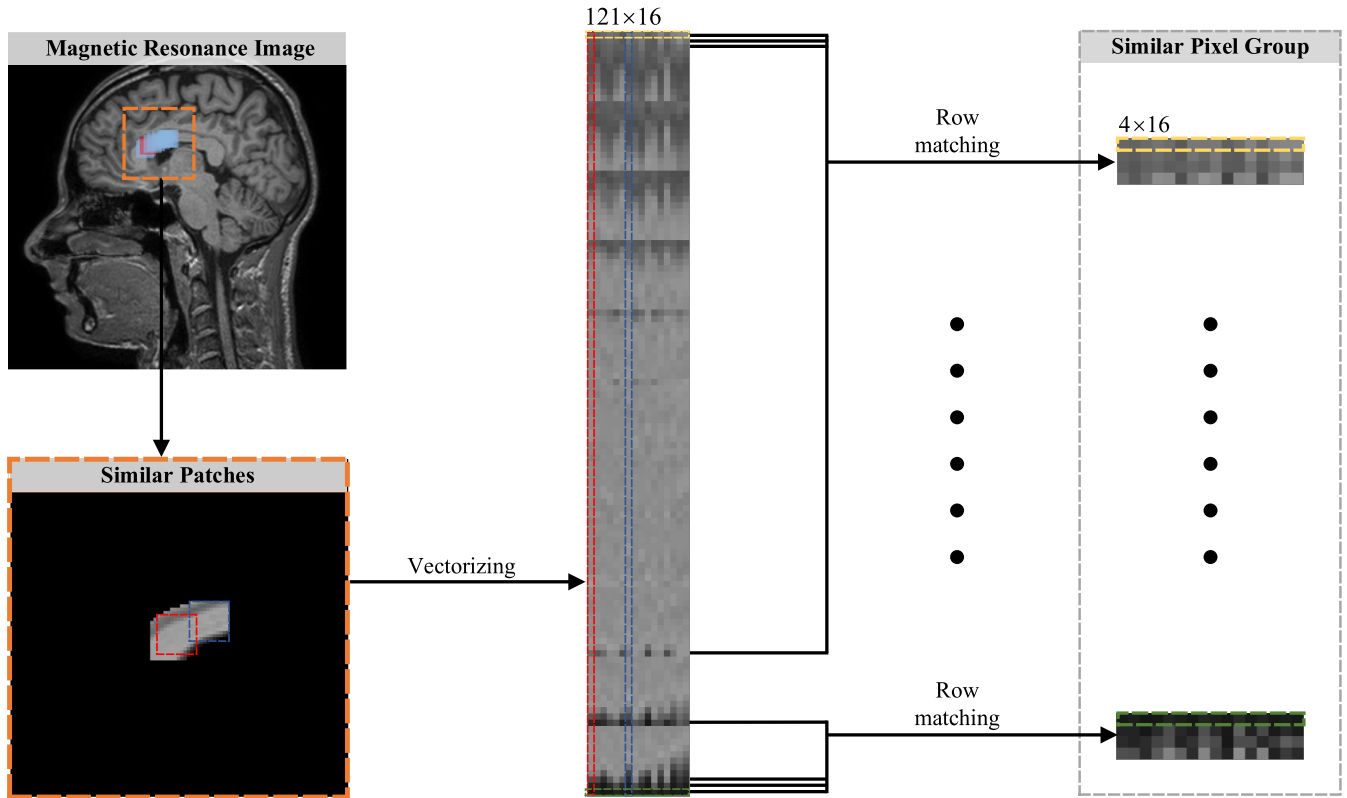 Magnetic Resonance Image
121×16
Similar Pixel Group
Row
matching
4×16
Similar Patches
Vectorizing
Row
matching